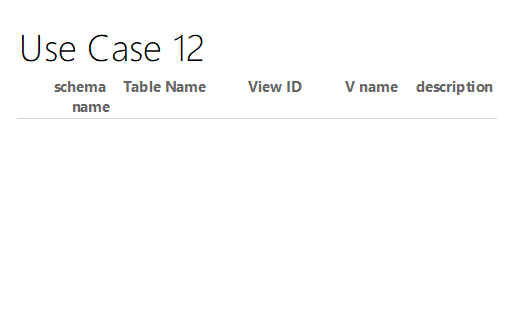 Use Case 12
schema Table Name View ID V name description
name